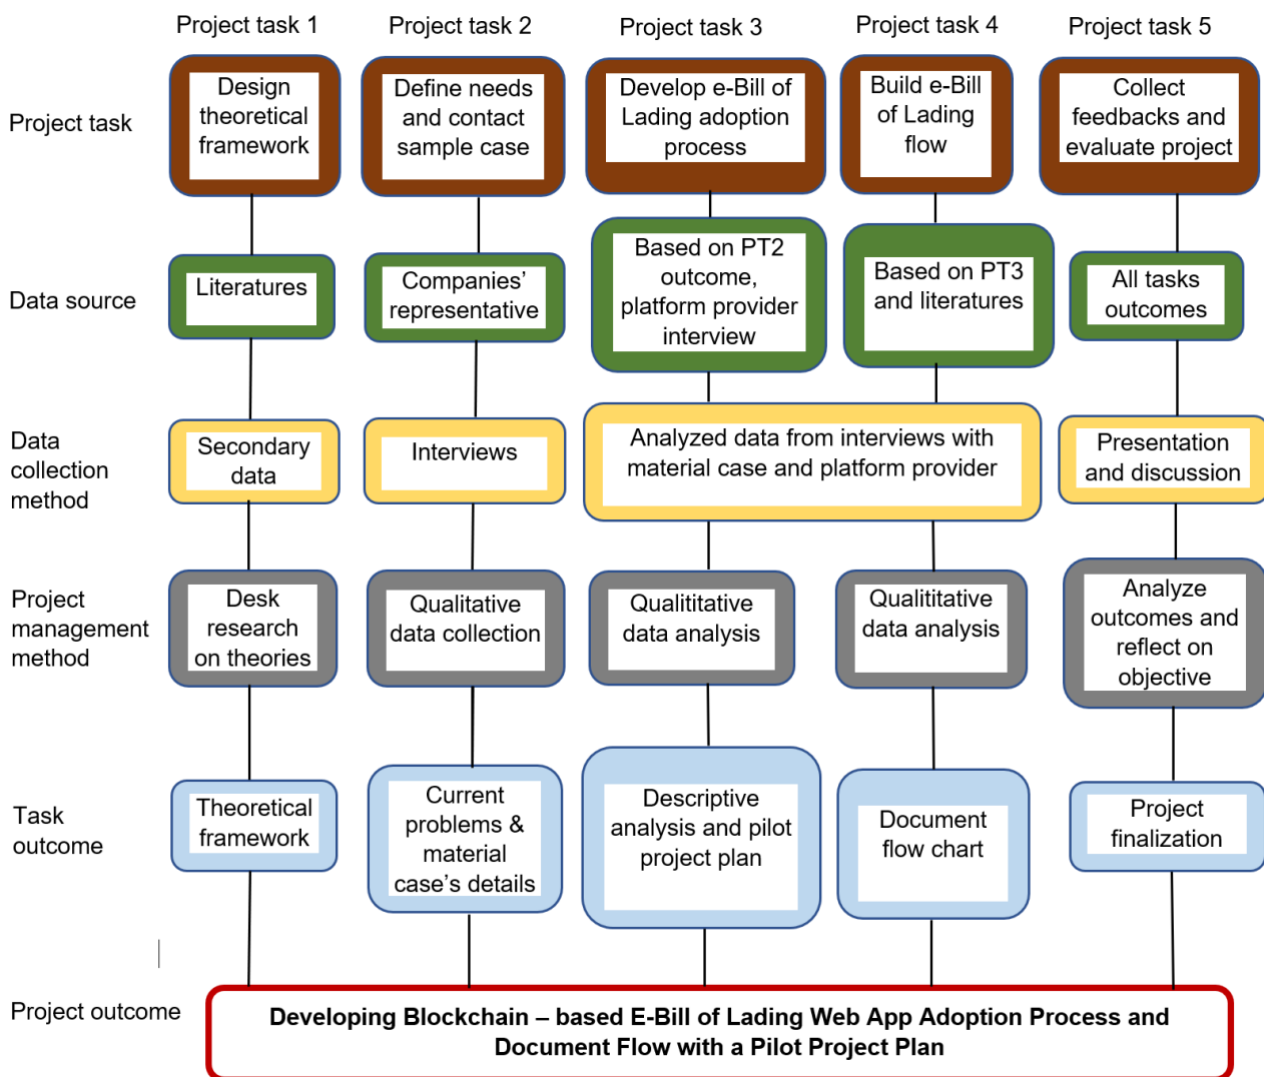 Project task 1
Project task 2
Project task 3
Project task 4
Project task 5
Project task
Design
theoretical
framework
Define needs
and contact
sample case
Develop e-Bill of
Lading adoption
process
Build e-Bill
of Lading
flow
Collect
feedbacks and
evaluate project
Data source
Literatures
Companies’
representative
Based on PT2
outcome,
platform provider
interview
Based on PT3
and literatures
All tasks
outcomes
Data
collection
method
Secondary
data
Interviews
Analyzed data from interviews with
material case and platform provider
Presentation
and discussion
Project
management
method
Desk
research
on theories
Qualitative
data collection
Qualititative
data analysis
Qualititative
data analysis
Analyze
outcomes and
reflect on
objective
Task
outcome
Theoretical
framework
Current
problems &
material
case’s details
Descriptive
analysis and pilot
project plan
Document
flow chart
Project
finalization
Project outcome
Developing Blockchain – based E-Bill of Lading Web App Adoption Process and
Document Flow with a Pilot Project Plan